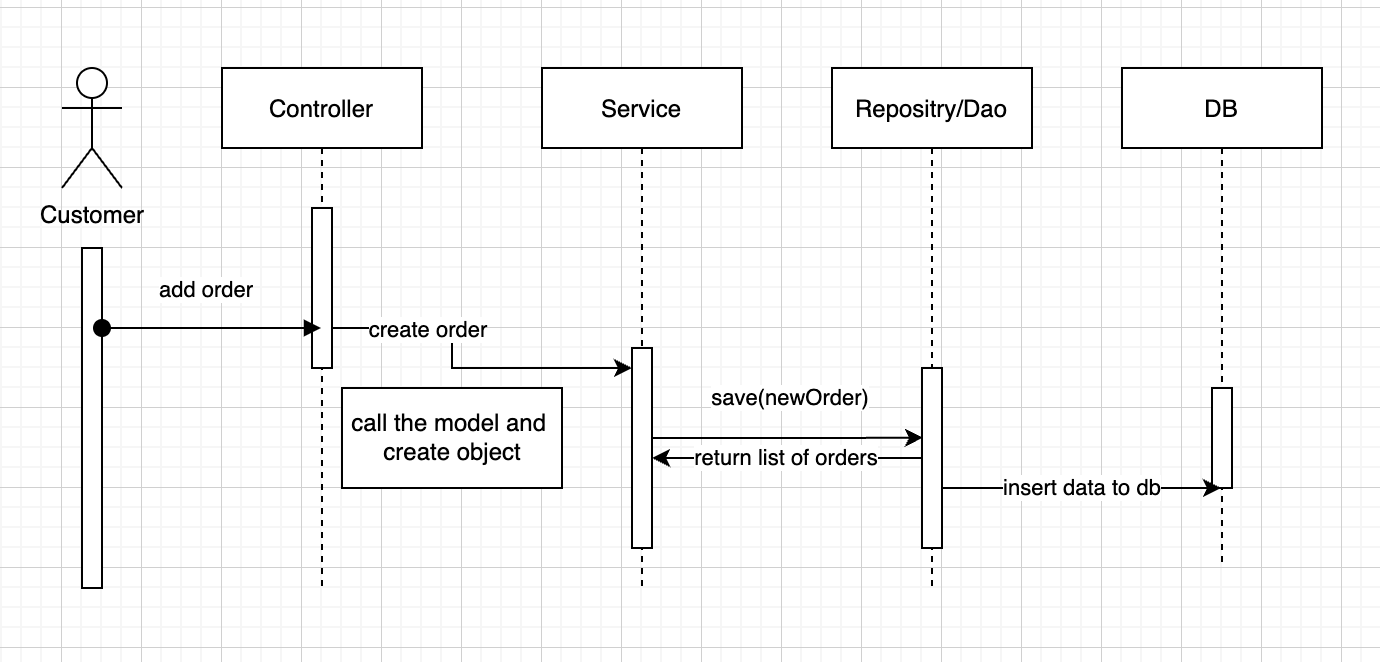 Controller
Service
Repositry/Dao
DB
Customer
add order
create order
call the model and
create object
save(newOrder)
return list of orders
insert data to db